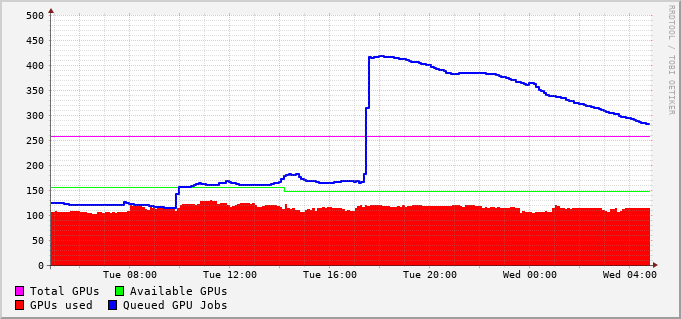 500
450
400
350
300
250
200
150
100
50
0
Tue 08:00 Tue 12:00 Tue 16:00 Tue 20:00 Wed 00:00 Wed 04:00
Total GPUs Available GPUs
GPUs used Queued GPU Jobs
RRDTOOL / TOBI OETIKER